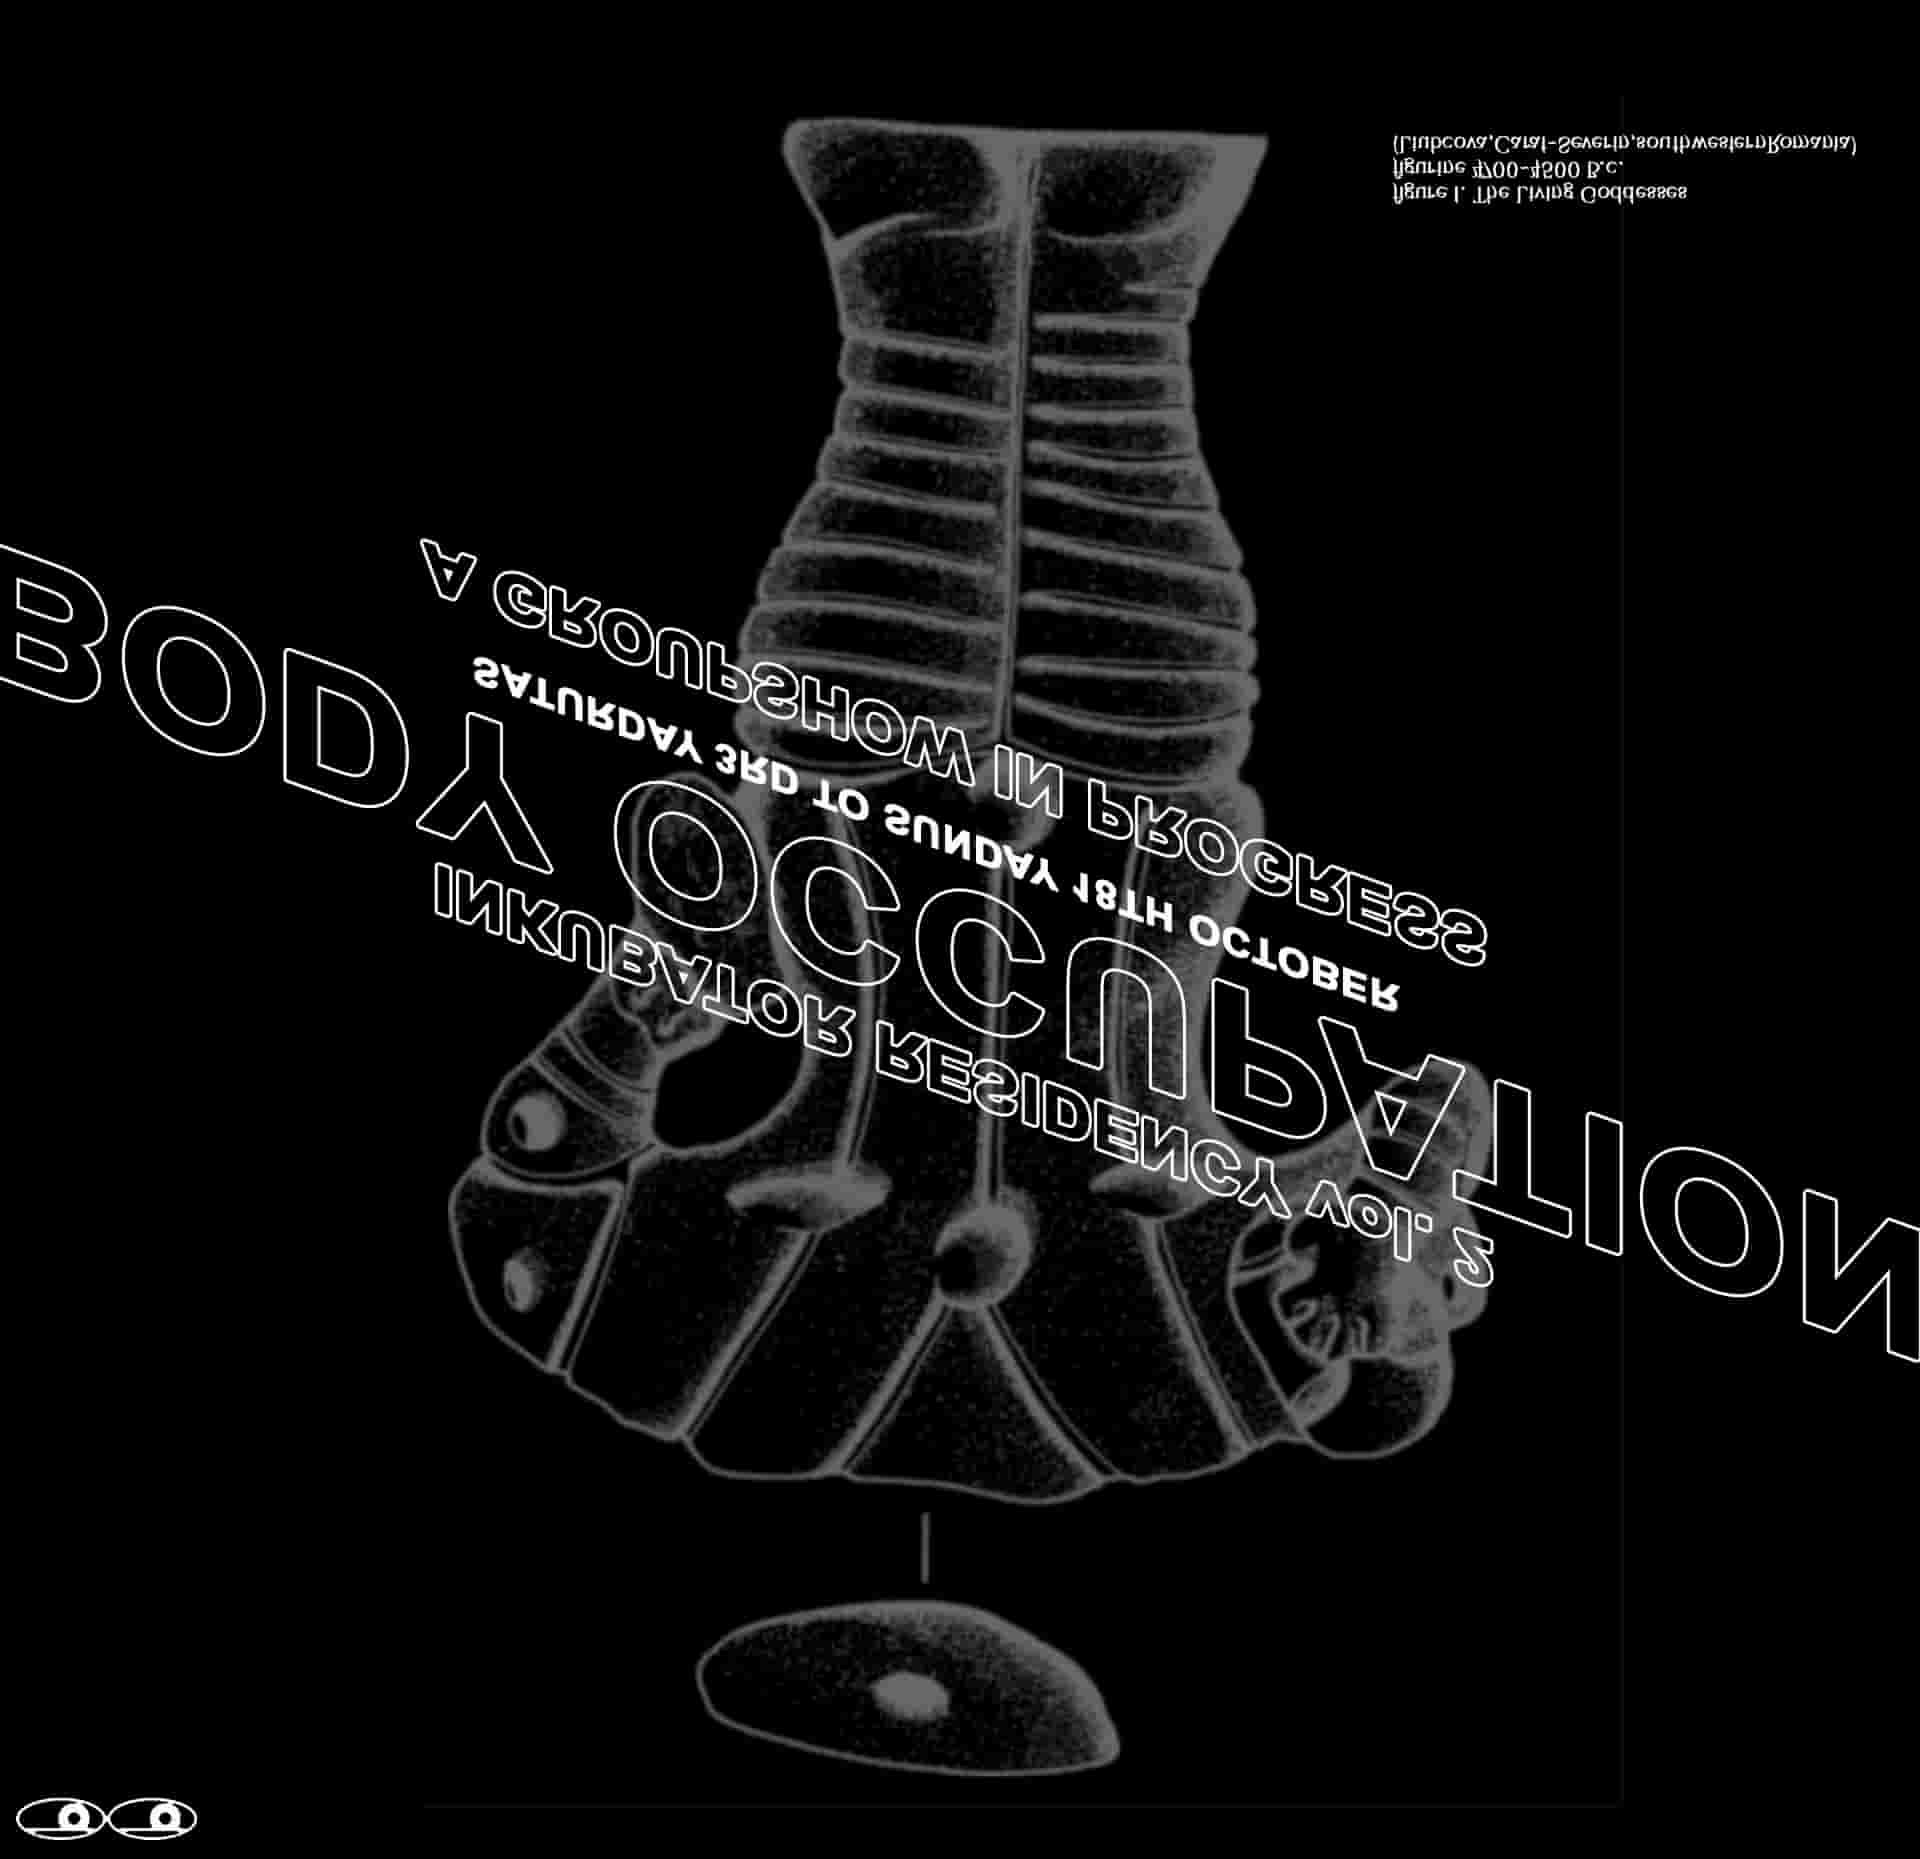 INKUBATOR RESIDENCY vol. 2
BODY OCCUPATION
SATURDAY 3RD TO SUNDAY 18TH OCTOBER
A GROUPSHOW IN PROGRESS
figure 1. The Living Goddesses
figurine 4700-4500 B.c.
(Liubcova,Caraf-Severin,southwesternRomania)